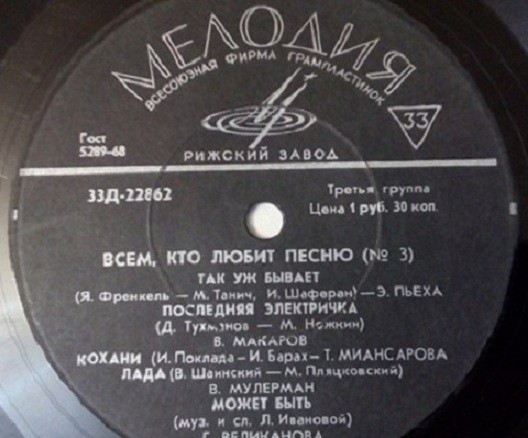 МЕЛОДИЯ
ВСЕСОЮЗНАЯ ФИРМА ГРАМПЛАСТИНОК
33
Гост
5289-68
РИЖСКИЙ ЗАВОД
33Д-22862
Третья группа
Цена 1 руб. 30 коп.
ВСЕМ, КТО ЛЮБИТ ПЕСНЮ (№ 3)
ТАК УЖ БЫВАЕТ
(Я. Френкель — М. Танич, И. Шаферан) — Э. ПЬЕХА
ПОСЛЕДНЯЯ ЭЛЕКТРИЧКА
(Д. Тухманов — М. Ножкин)
В. МАКАРОВ
КОХАНИ (И. Поклада - И. Барах - Т. МИАНСАРОВА
ЛАДА (В. Шаинский — М. Пляцковский)
В. МУЛЕРМАН
МОЖЕТ БЫТЬ
(муз. и сл. Л. Ивановой)
Г. ВЕЛИКАНОВА